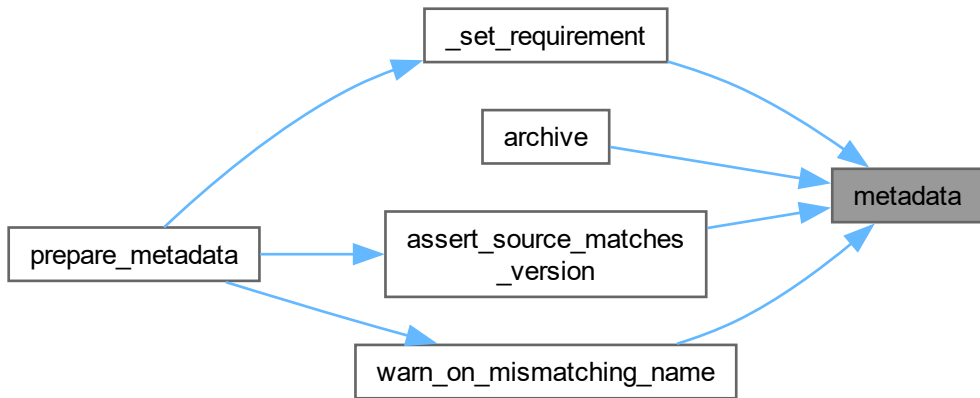 _set_requirement
archive
metadata
assert_source_matches
_version
prepare_metadata
warn_on_mismatching_name